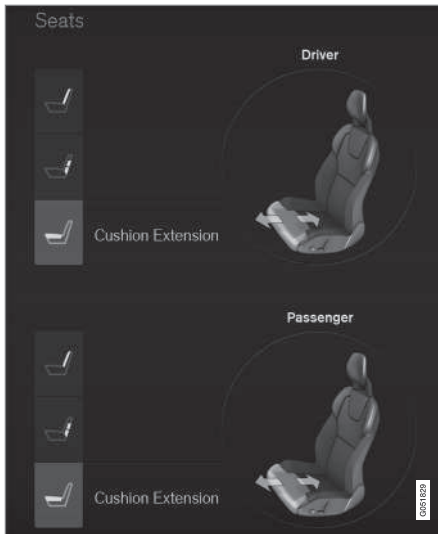 Seats
Driver
Cushion Extension
Passenger
Cushion Extension
G051829